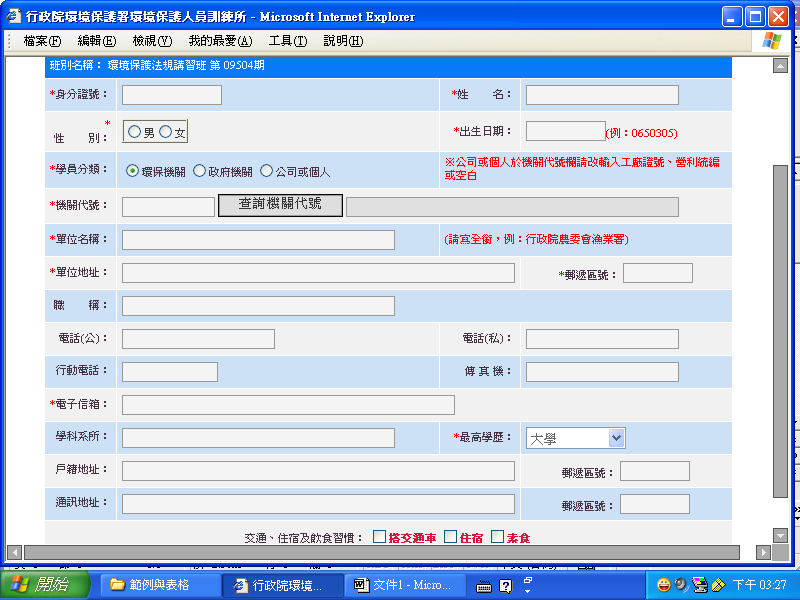 行政院環境保護署環境保護人員訓練所 - Microsoft Internet Explorer
檔案(F) 編輯(E) 檢視(V) 我的最愛(A) 工具(T) 說明(H)
班別名稱： 環境保護法規講習班 第 09504期
*身分證號： *姓 名：
*性 別： 男 女 *出生日期： (例：0650305)
*學員分類： 環保機關 政府機關 公司或個人 ※公司或個人於機關代號欄請改輸入工廠證號、營利統編
或空白
*機關代號： 查詢機關代號
*單位名稱： (請寫全銜，例：行政院農委會漁業署)
*單位地址： *郵遞區號：
職 稱：
電話(公)： 電話(私)：
行動電話： 傳 真 機：
*電子信箱：
學科系所： *最高學歷： 大學
戶籍地址： 郵遞區號：
通訊地址： 郵遞區號：
交通、住宿及飲食習慣： 搭交通車 住宿 素食
開始 範例與表格 行政院環境... 文件1 - Micro... 下午 03:27